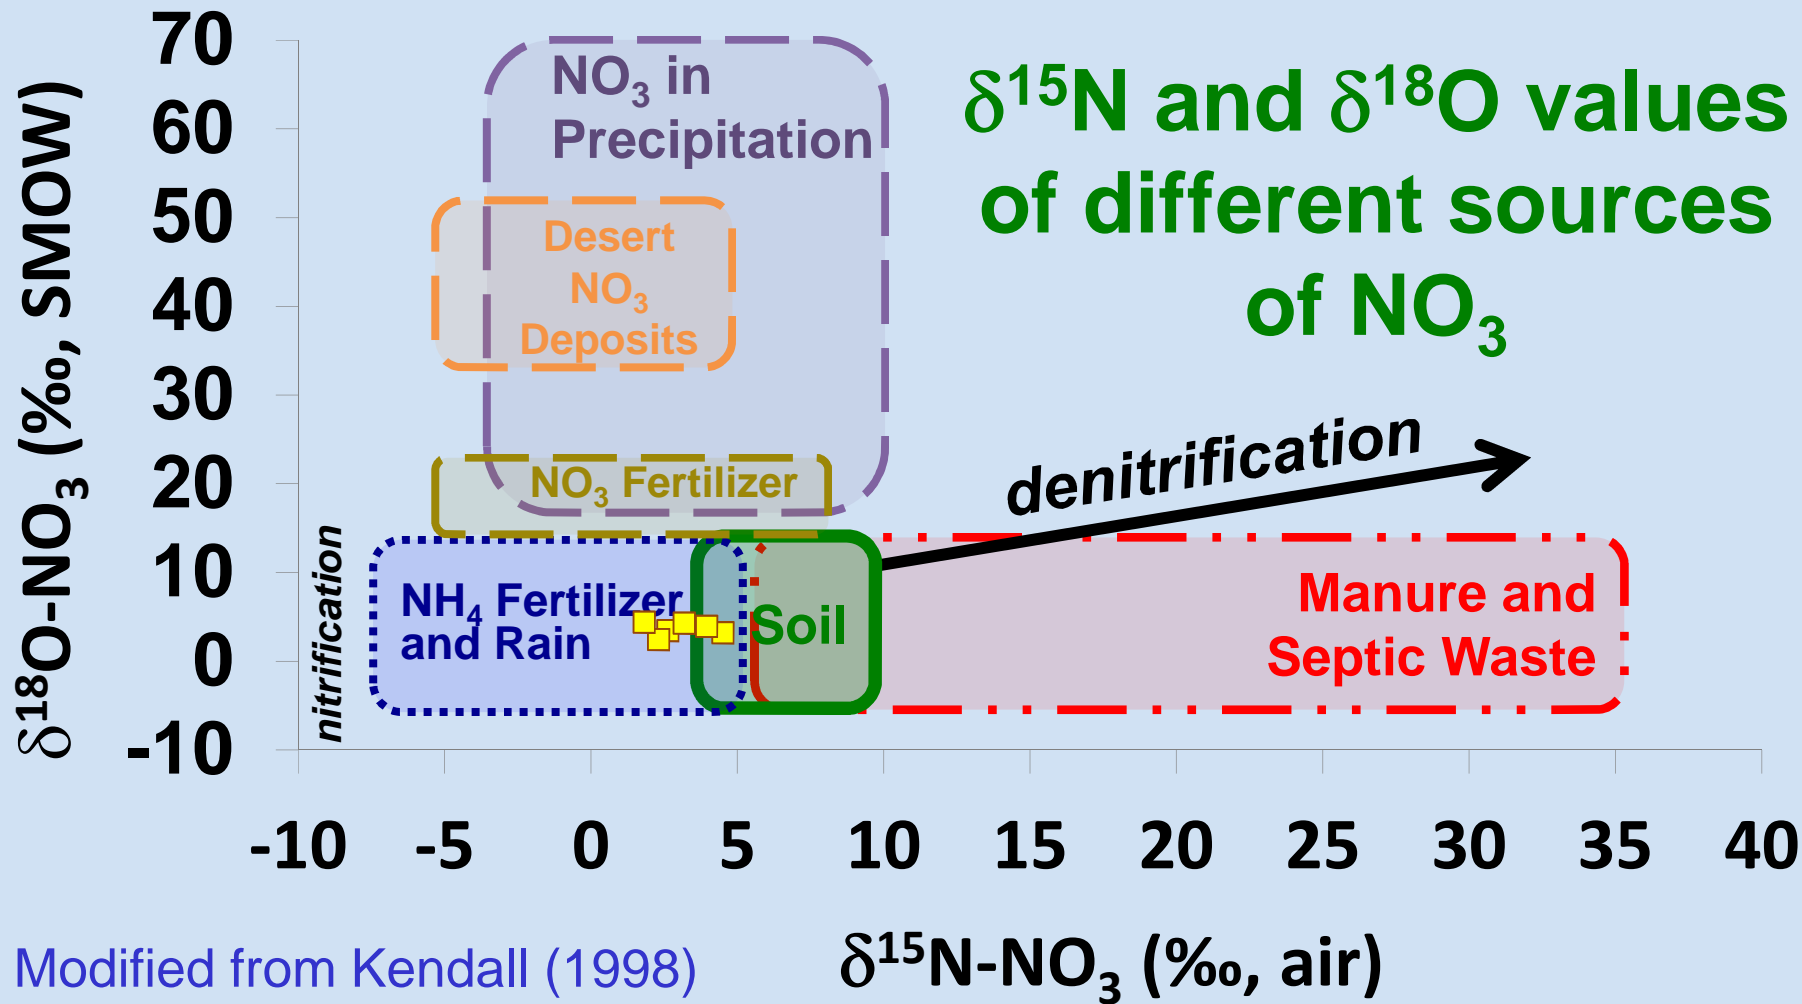 δ¹⁵N and δ¹⁸O values
of different sources
of NO₃
δ¹⁸O-NO₃ (‰, SMOW)
70
60
50
40
30
20
10
0
-10
NO₃ in
Precipitation
Desert
NO₃
Deposits
NO₃ Fertilizer
denitrification
nitrification
NH₄ Fertilizer
and Rain
Soil
Manure and
Septic Waste
-10 -5 0 5 10 15 20 25 30 35 40
δ¹⁵N-NO₃ (‰, air)
Modified from Kendall (1998)